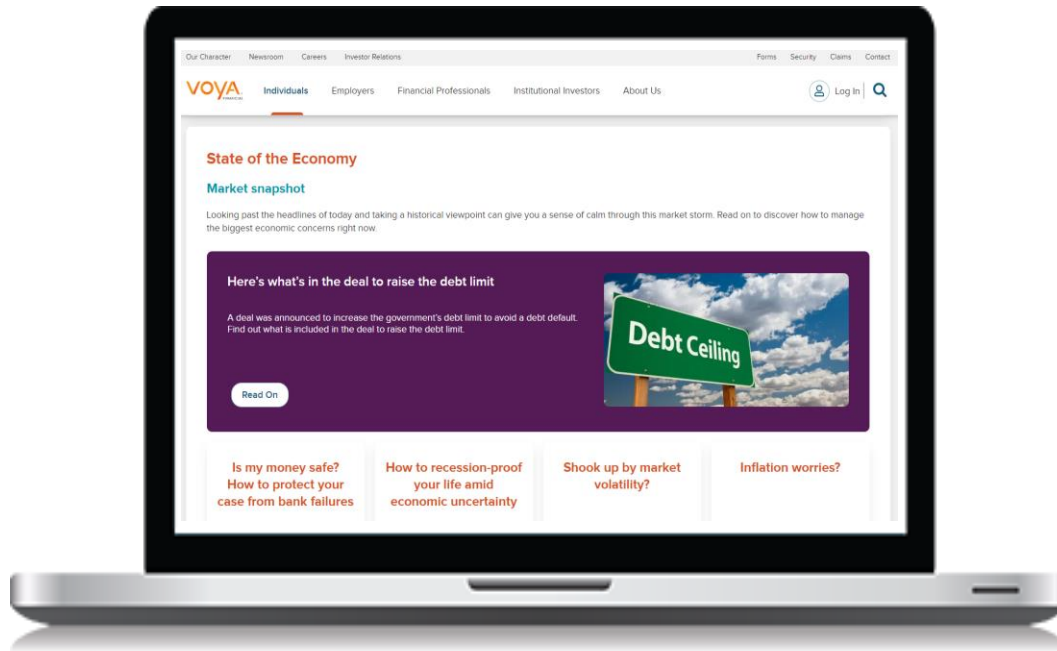 Our Character Newsroom Careers Investor Relations Forms Security Claims Contact
VOYA Individuals Employers Financial Professionals Institutional Investors About Us Log In
FINANCIAL
State of the Economy
Market snapshot
Looking past the headlines of today and taking a historical viewpoint can give you a sense of calm through this market storm. Read on to discover how to manage
the biggest economic concerns right now.
Here's what's in the deal to raise the debt limit
A deal was announced to increase the government's debt limit to avoid a debt default.
Find out what is included in the deal to raise the debt limit.
Debt Ceiling
Read On
Is my money safe?
How to protect your
case from bank failures
How to recession-proof
your life amid
economic uncertainty
Shook up by market
volatility?
Inflation worries?